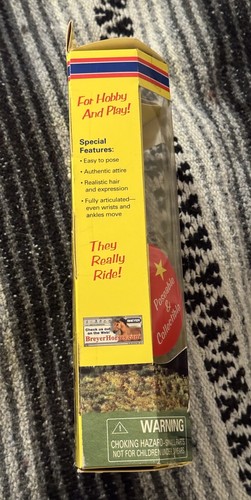 For Hobby
And Play!
Special
Features:
• Easy to pose
• Authentic attire
• Realistic hair
and expression
• Fully articulated—
even wrists and
ankles move
They
Really
Ride!
Check us out
on the Web!
Poseable
&
Collectible
WARNING
CHOKING HAZARD-SMALL PARTS
NOT FOR CHILDREN UNDER 3 YEARS.